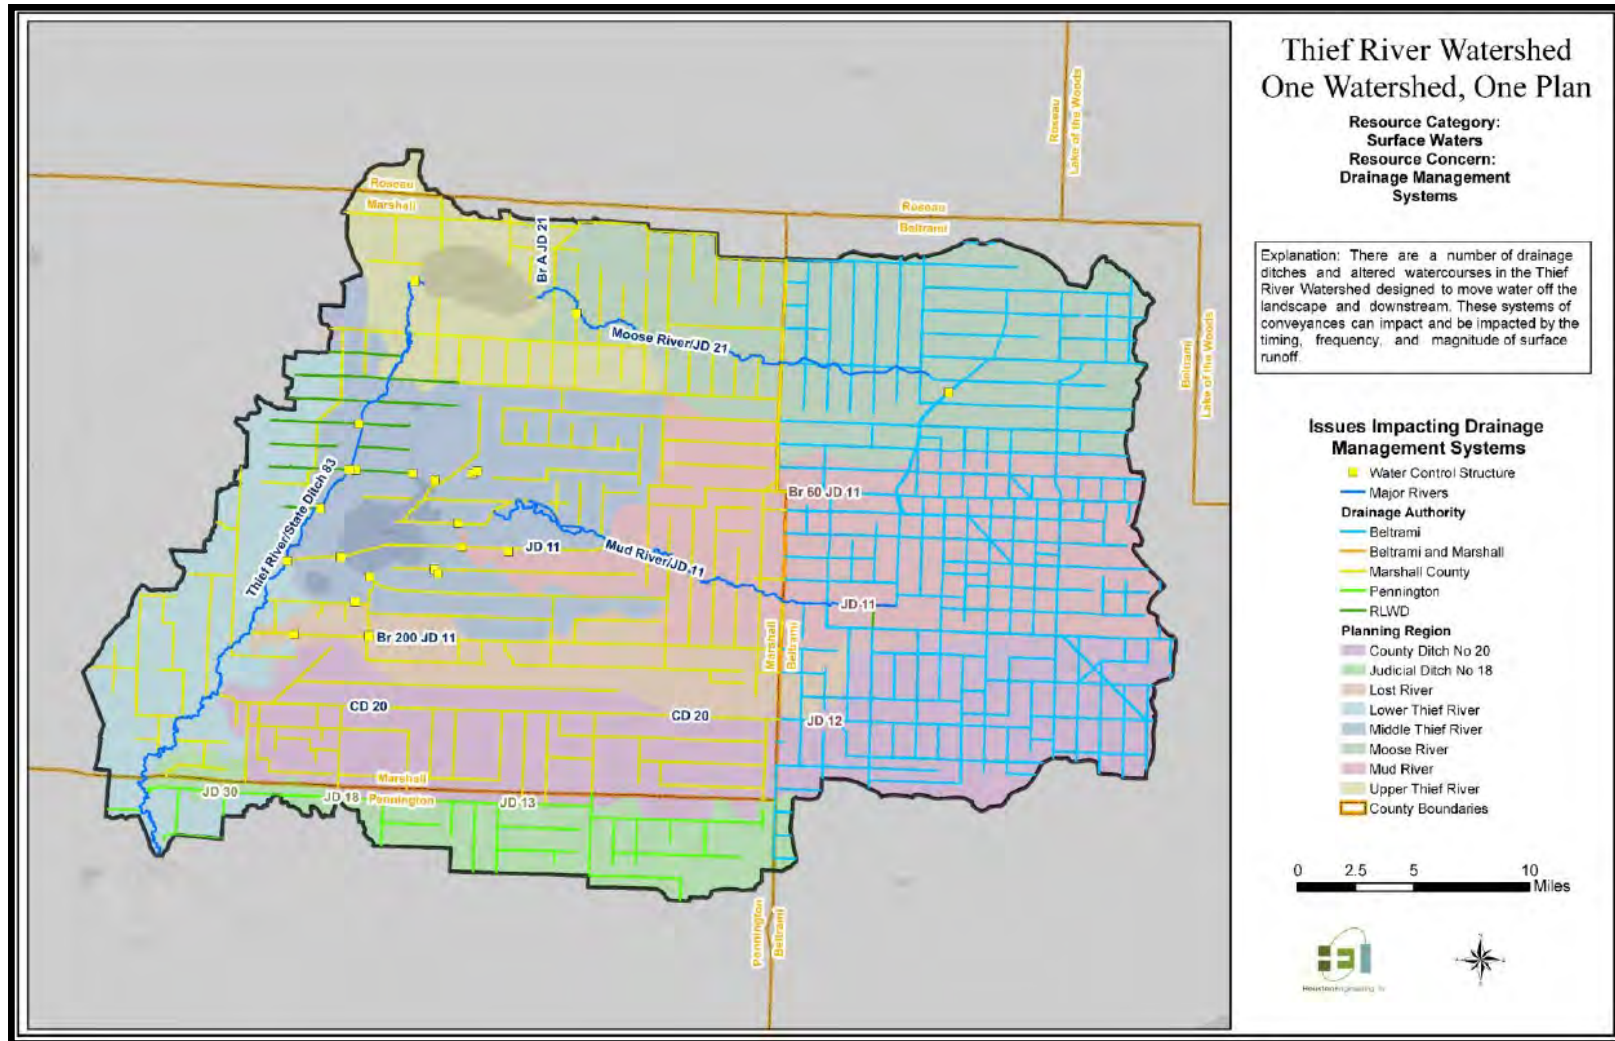 Thief River Watershed
One Watershed, One Plan
Resource Category:
Surface Waters
Resource Concern:
Drainage Management
Systems
Explanation: There are a number of drainage
ditches and altered watercourses in the Thief
River Watershed designed to move water off the
landscape and downstream. These systems of
conveyances can impact and be impacted by the
timing, frequency, and magnitude of surface
runoff.
Issues Impacting Drainage
Management Systems
Water Control Structure
Major Rivers
Drainage Authority
Beltrami
Beltrami and Marshall
Marshall County
Pennington
RLWD
Planning Region
County Ditch No 20
Judicial Ditch No 18
Lost River
Lower Thief River
Middle Thief River
Moose River
Mud River
Upper Thief River
County Boundaries
0 2.5 5 10
Miles
HoustonEngineering Inc
Roseau
Lake of the Woods
Roseau
Marshall
Roseau
Beltrami
Beltrami
Lake of the Woods
Br A JD 21
Moose River/JD 21
Thief River/State Ditch 83
Br 60 JD 11
JD 11
Mud River/JD 11
JD 11
Br 200 JD 11
Marshall
Beltrami
CD 20
CD 20
JD 12
Marshall
Pennington
JD 30
JD 18
JD 13
Pennington
Beltrami